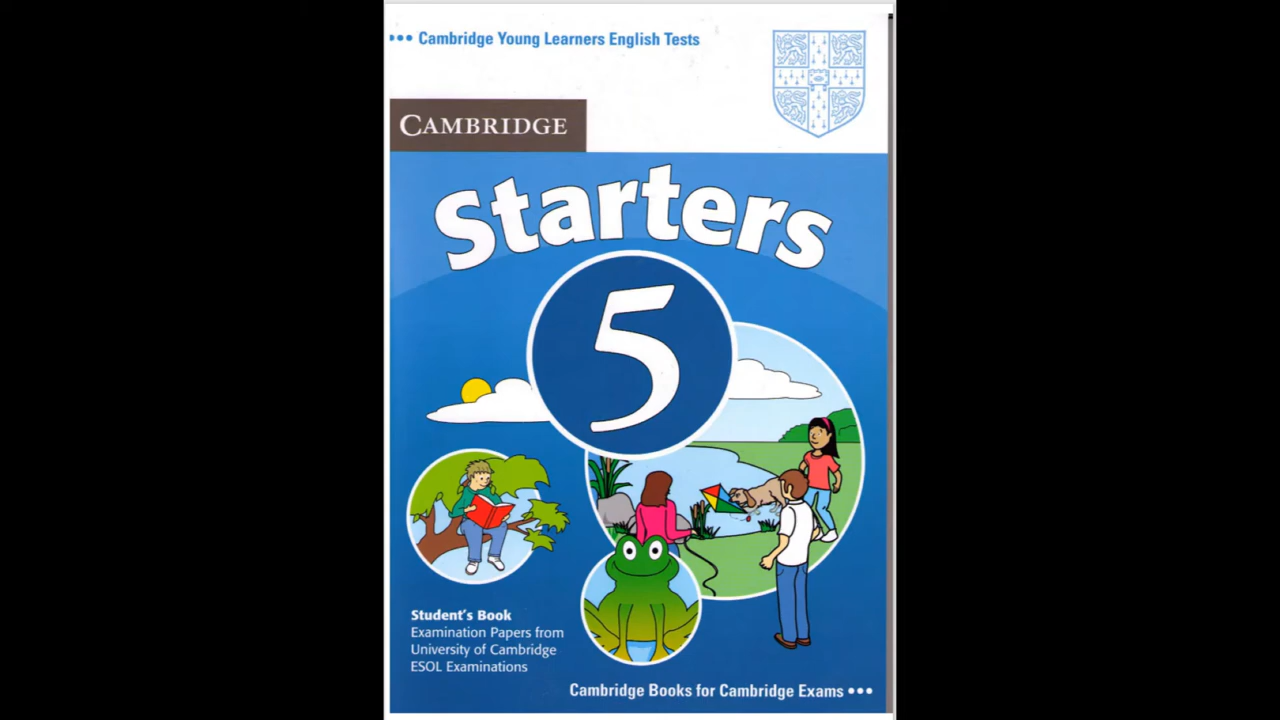 ••• Cambridge Young Learners English Tests
CAMBRIDGE
Starters
5
Student's Book
Examination Papers from
University of Cambridge
ESOL Examinations
Cambridge Books for Cambridge Exams •••